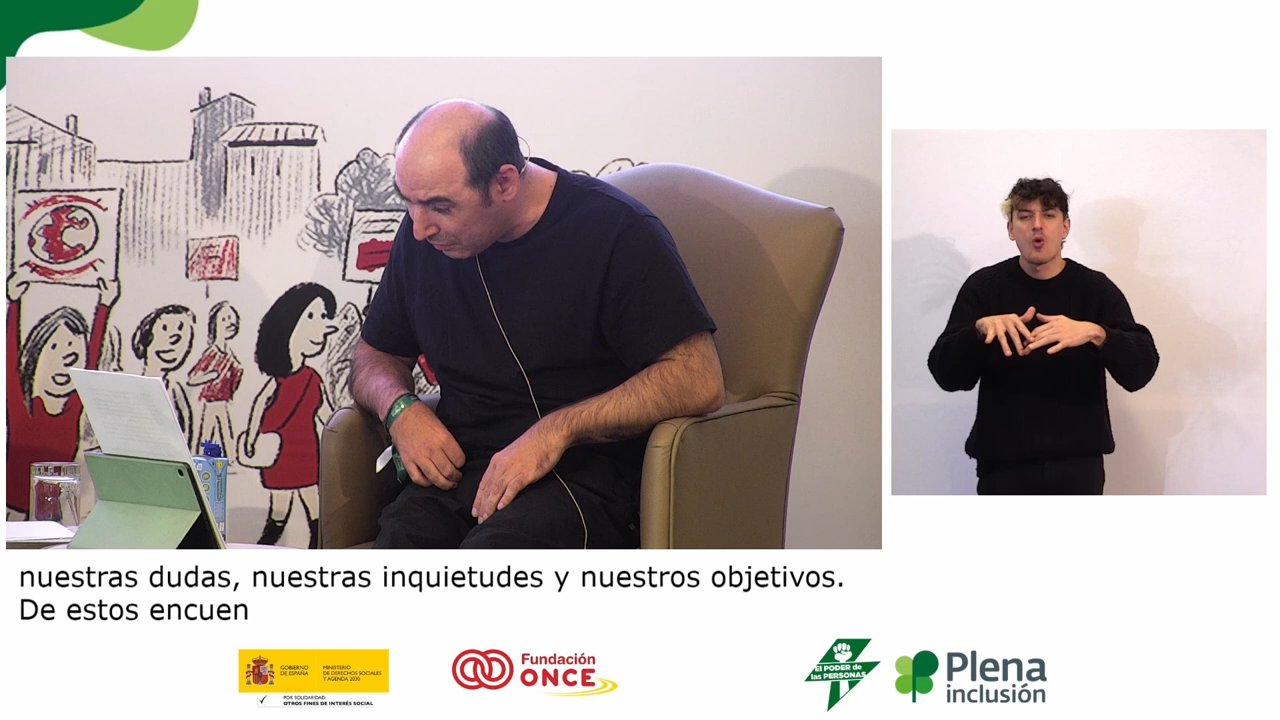 nuestras dudas, nuestras inquietudes y nuestros objetivos.
De estos encuen
GOBIERNO
DE ESPAÑA
MINISTERIO
DE DERECHOS SOCIALES
Y AGENDA 2030
POR SOLIDARIDAD
OTROS FINES DE INTERÉS SOCIAL
Fundación
ONCE
El PODER de
las PERSONAS
Plena
inclusión